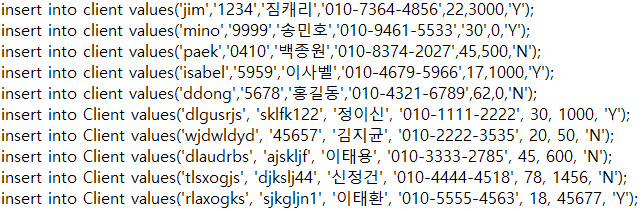 insert into client values('jim','1234','짐캐리','010-7364-4856',22,3000,'Y');
insert into client values('mino','9999','송민호','010-9461-5533','30',0,'Y');
insert into client values('paek','0410','백종원','010-8374-2027',45,500,'N');
insert into client values('isabel','5959','이사벨','010-4679-5966',17,1000,'Y');
insert into client values('ddong','5678','홍길동','010-4321-6789',62,0,'N');
insert into Client values('dlgusrjs', 'sklfk122', '정이신', '010-1111-2222', 30, 1000, 'Y');
insert into Client values('wjdwldyd', '45657', '김지균', '010-2222-3535', 20, 50, 'N');
insert into Client values('dlaudrbs', 'ajskljf', '이태용', '010-3333-2785', 45, 600, 'N');
insert into Client values('tlsxogjs', 'djkslj44', '신정건', '010-4444-4518', 78, 1456, 'N');
insert into Client values('rlaxogks', 'sjkgljn1', '이태환', '010-5555-4563', 18, 45677, 'Y');